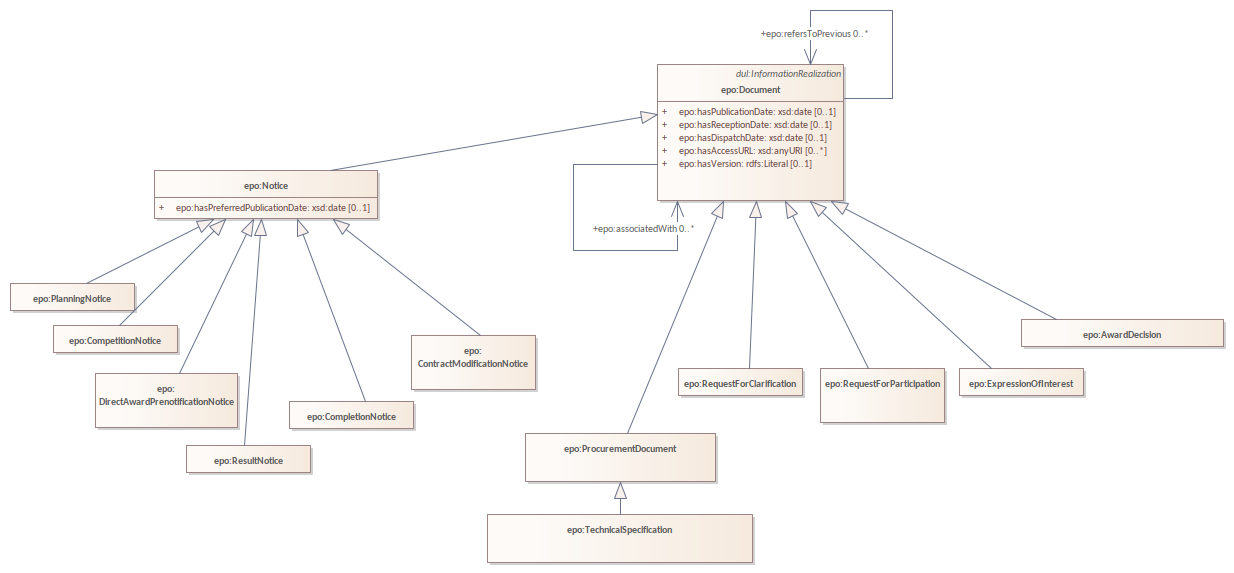 +epo:refersToPrevious 0..*
dul:InformationRealization
epo:Document
+ epo:hasPublicationDate: xsd:date [0..1]
+ epo:hasReceptionDate: xsd:date [0..1]
+ epo:hasDispatchDate: xsd:date [0..1]
+ epo:hasAccessURL: xsd:anyURI [0..*]
+ epo:hasVersion: rdfs:Literal [0..1]
epo:Notice
+ epo:hasPreferredPublicationDate: xsd:date [0..1]
+epo:associatedWith 0..*
epo:PlanningNotice
epo:CompetitionNotice
epo:
DirectAwardPrenotificationNotice
epo:ResultNotice
epo:CompletionNotice
epo:
ContractModificationNotice
epo:ProcurementDocument
epo:TechnicalSpecification
epo:RequestForClarification
epo:RequestForParticipation
epo:ExpressionOfInterest
epo:AwardDecision